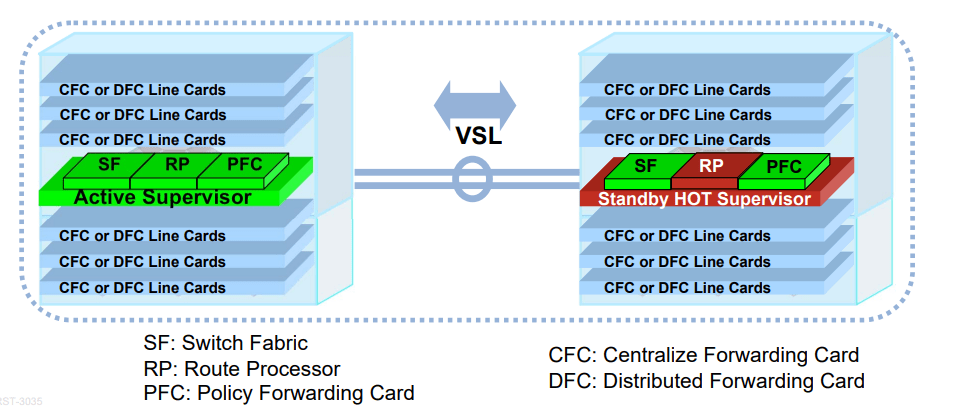 CFC or DFC Line Cards
CFC or DFC Line Cards
CFC or DFC Line Cards
SF RP PFC
Active Supervisor
CFC or DFC Line Cards
CFC or DFC Line Cards
CFC or DFC Line Cards
VSL
CFC or DFC Line Cards
CFC or DFC Line Cards
CFC or DFC Line Cards
SF RP PFC
Standby HOT Supervisor
CFC or DFC Line Cards
CFC or DFC Line Cards
CFC or DFC Line Cards
SF: Switch Fabric
RP: Route Processor
PFC: Policy Forwarding Card
CFC: Centralize Forwarding Card
DFC: Distributed Forwarding Card